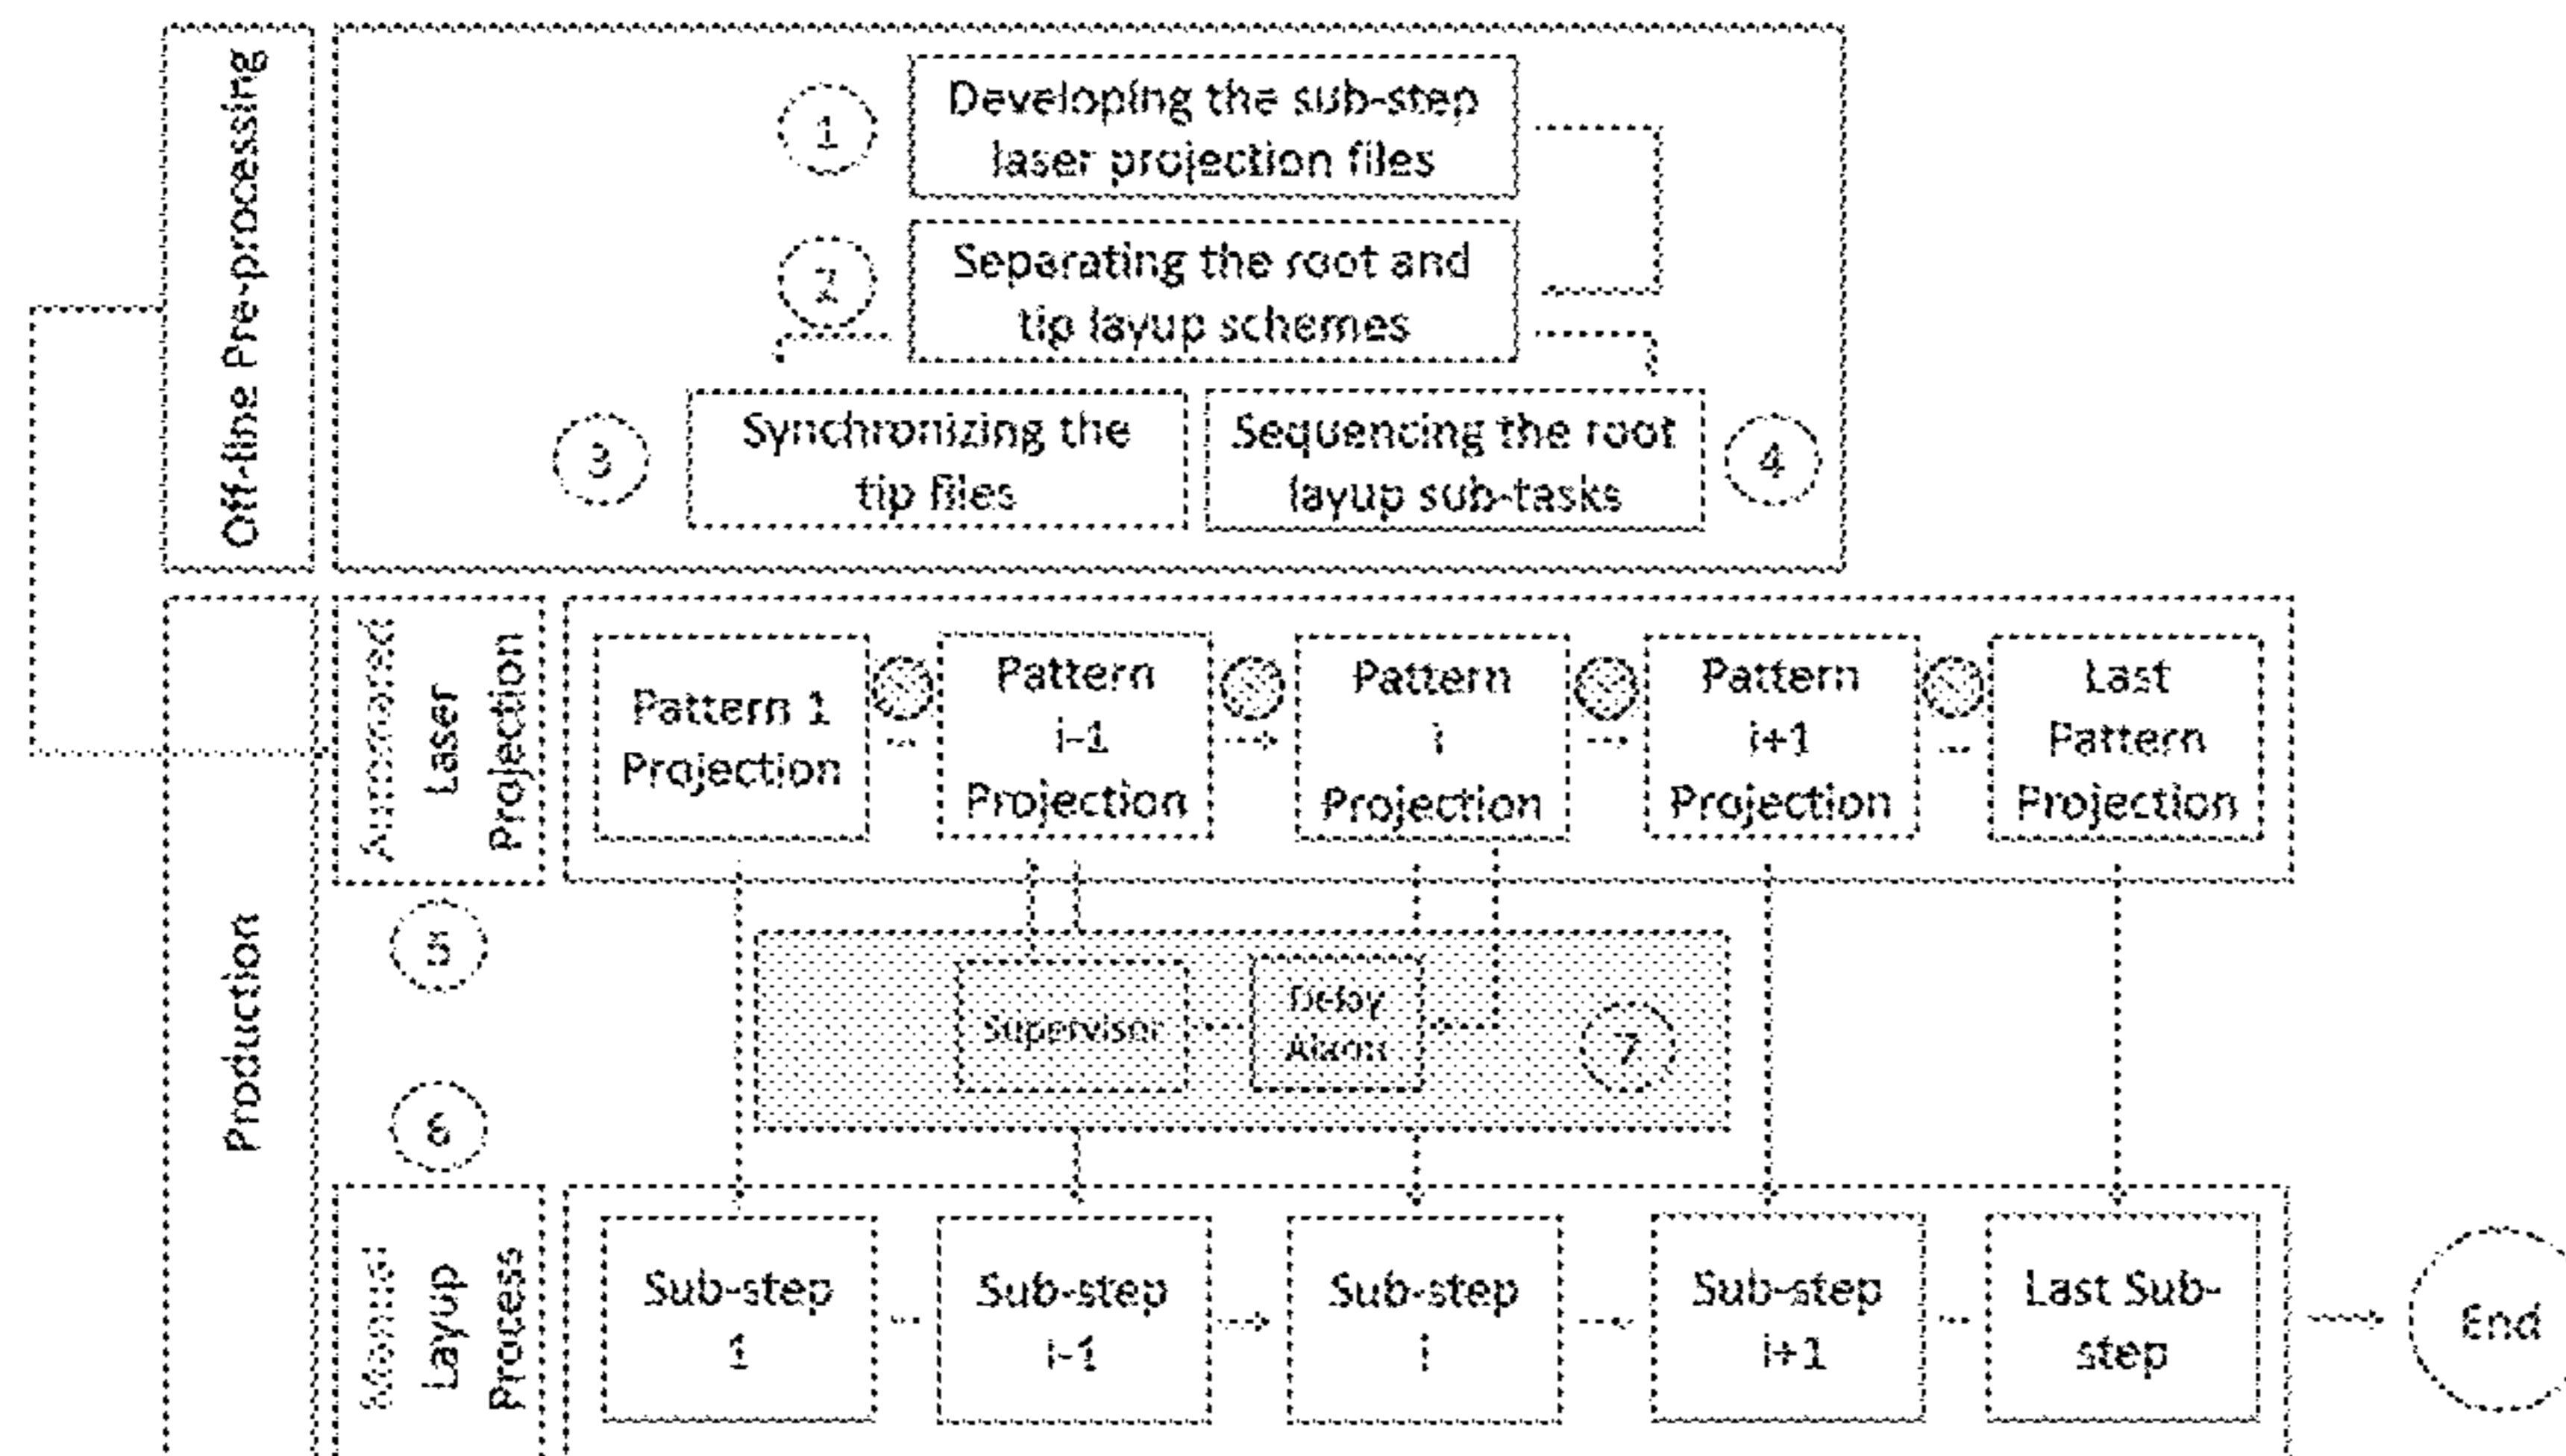 Off-line Pre-processing
1
Developing the sub-step
laser projection files
2
Separating the root and
tip layup schemes
3
Synchronizing the
tip files
Sequencing the root
layup sub-tasks
4
Production
Automated
Laser
Projection
Pattern 1
Projection
Pattern
i-1
Projection
Pattern
i
Projection
Pattern
i+1
Projection
Last
Pattern
Projection
5
Supervisor
Delay
Alarm
7
6
Manual
Layup
Process
Sub-step
1
Sub-step
i-1
Sub-step
i
Sub-step
i+1
Last Sub-
step
End